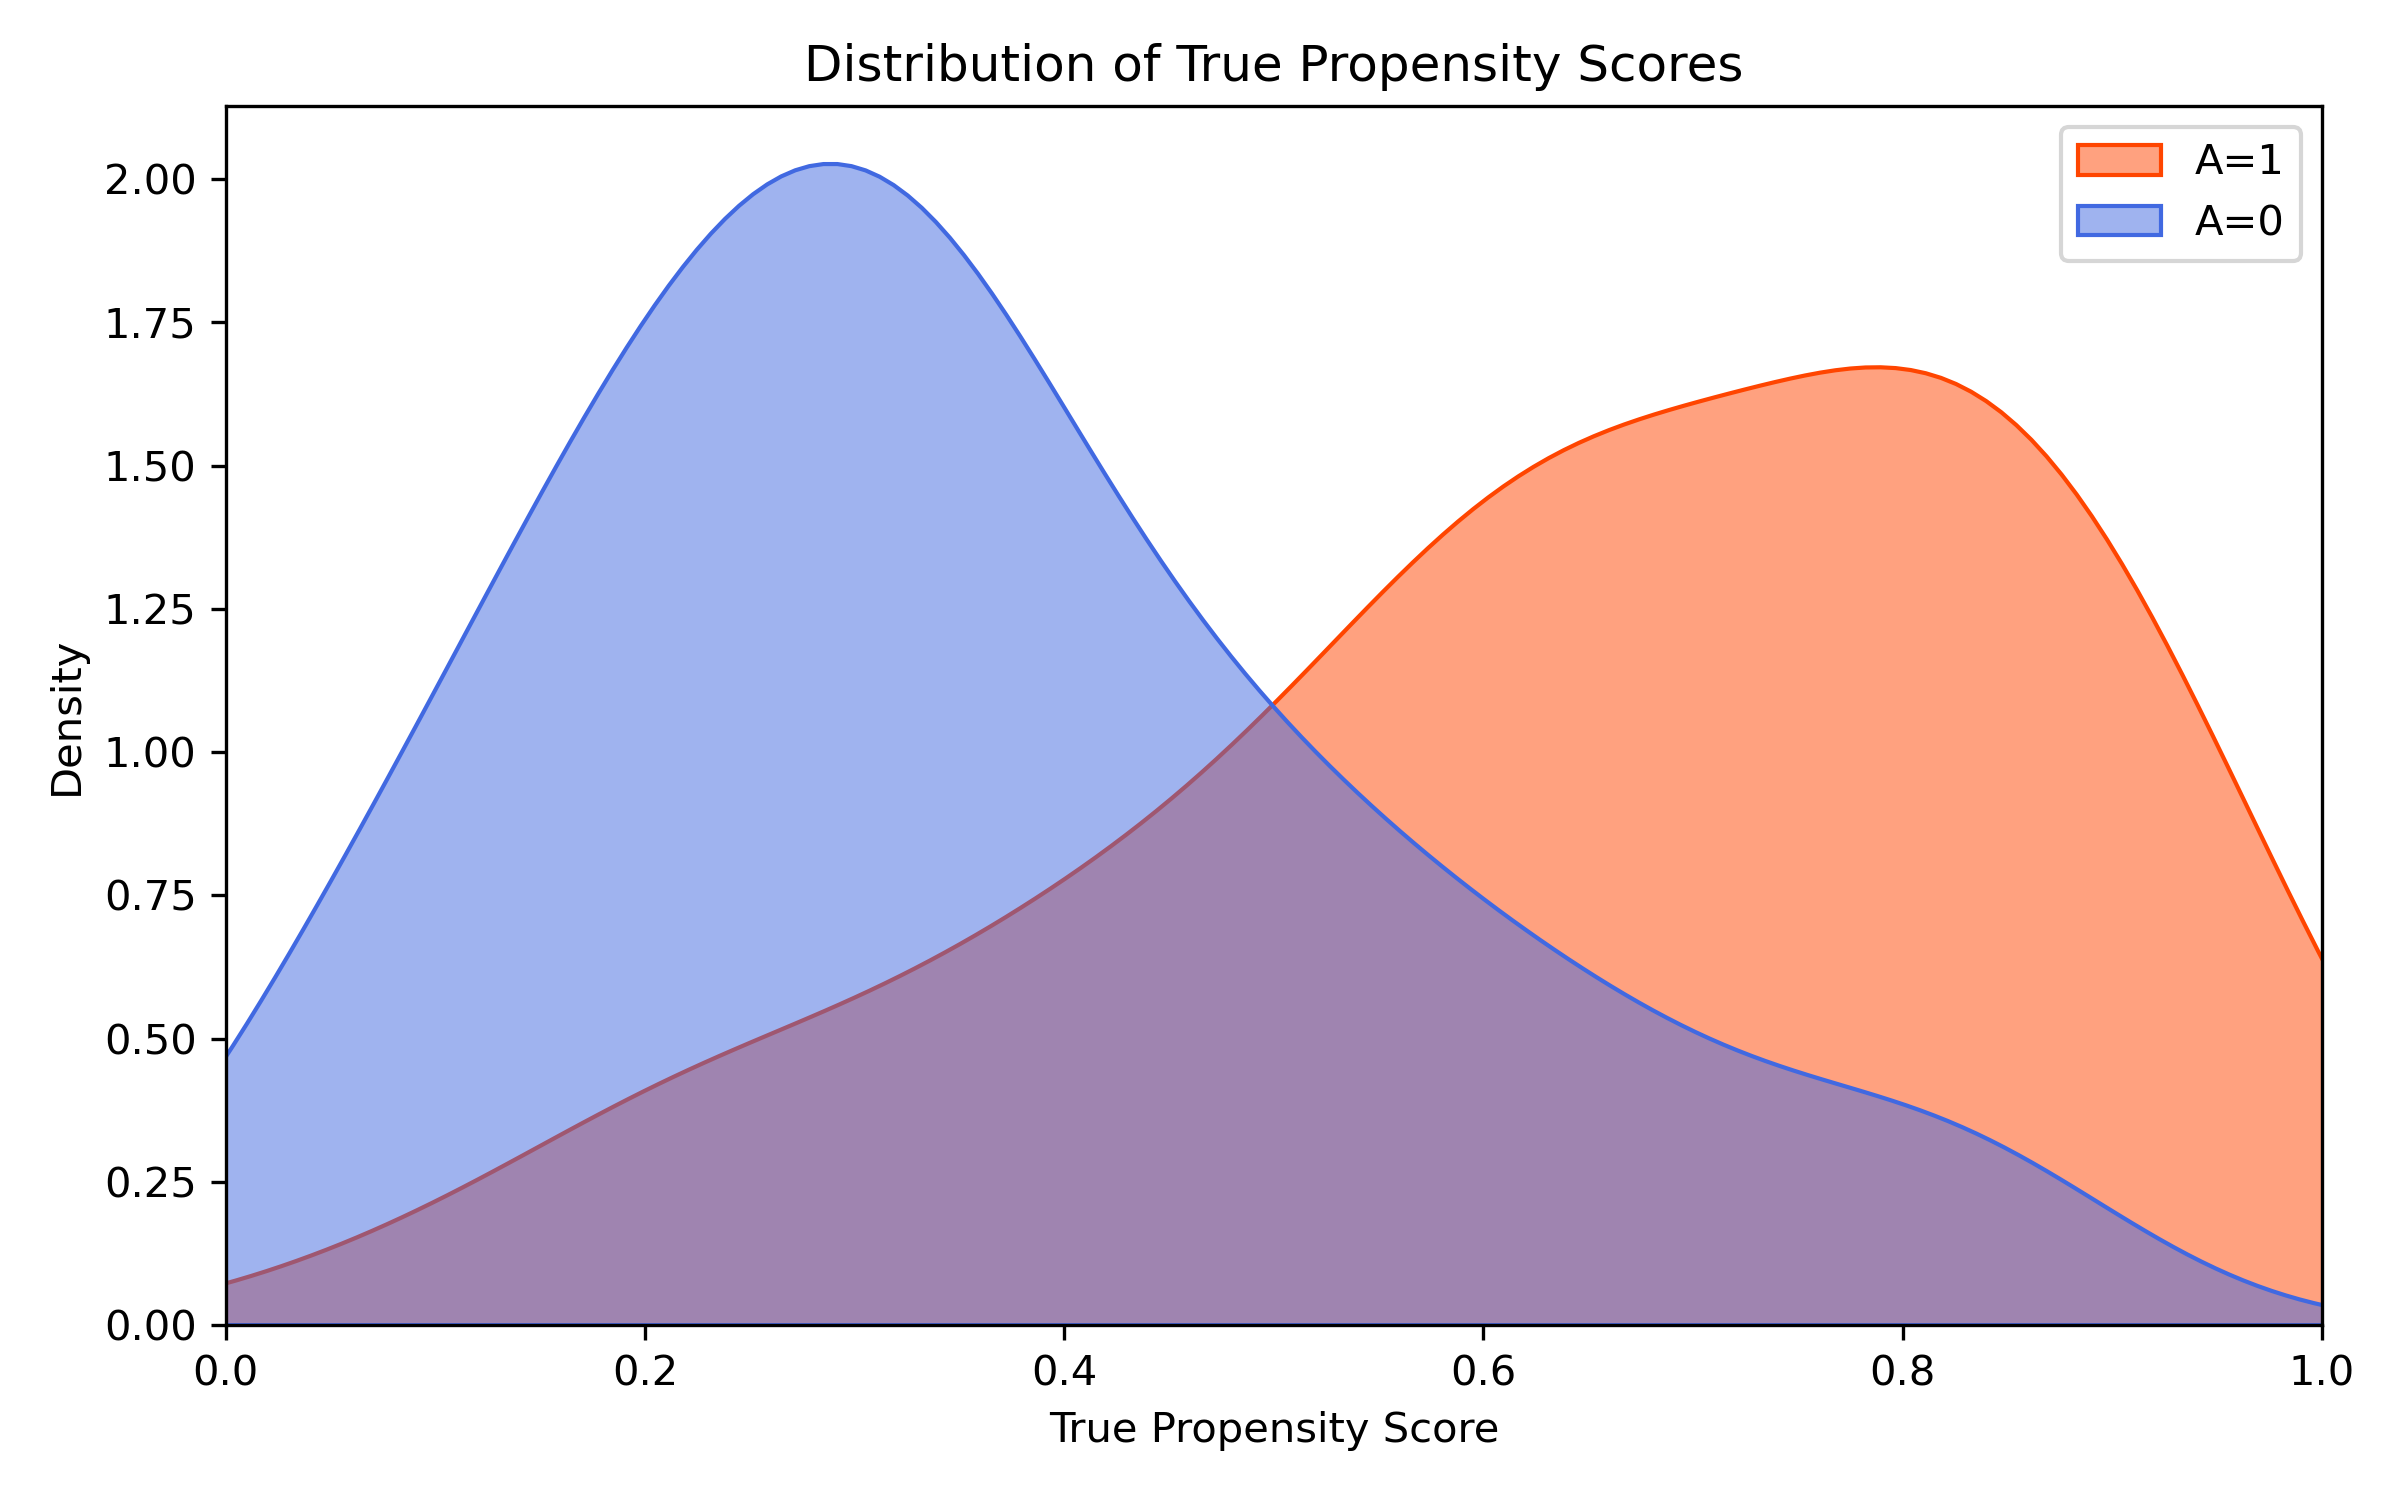 Distribution of True Propensity Scores
A=1
A=0
2.00
1.75
1.50
1.25
1.00
0.75
0.50
0.25
0.00
Density
0.0 0.2 0.4 0.6 0.8 1.0
True Propensity Score